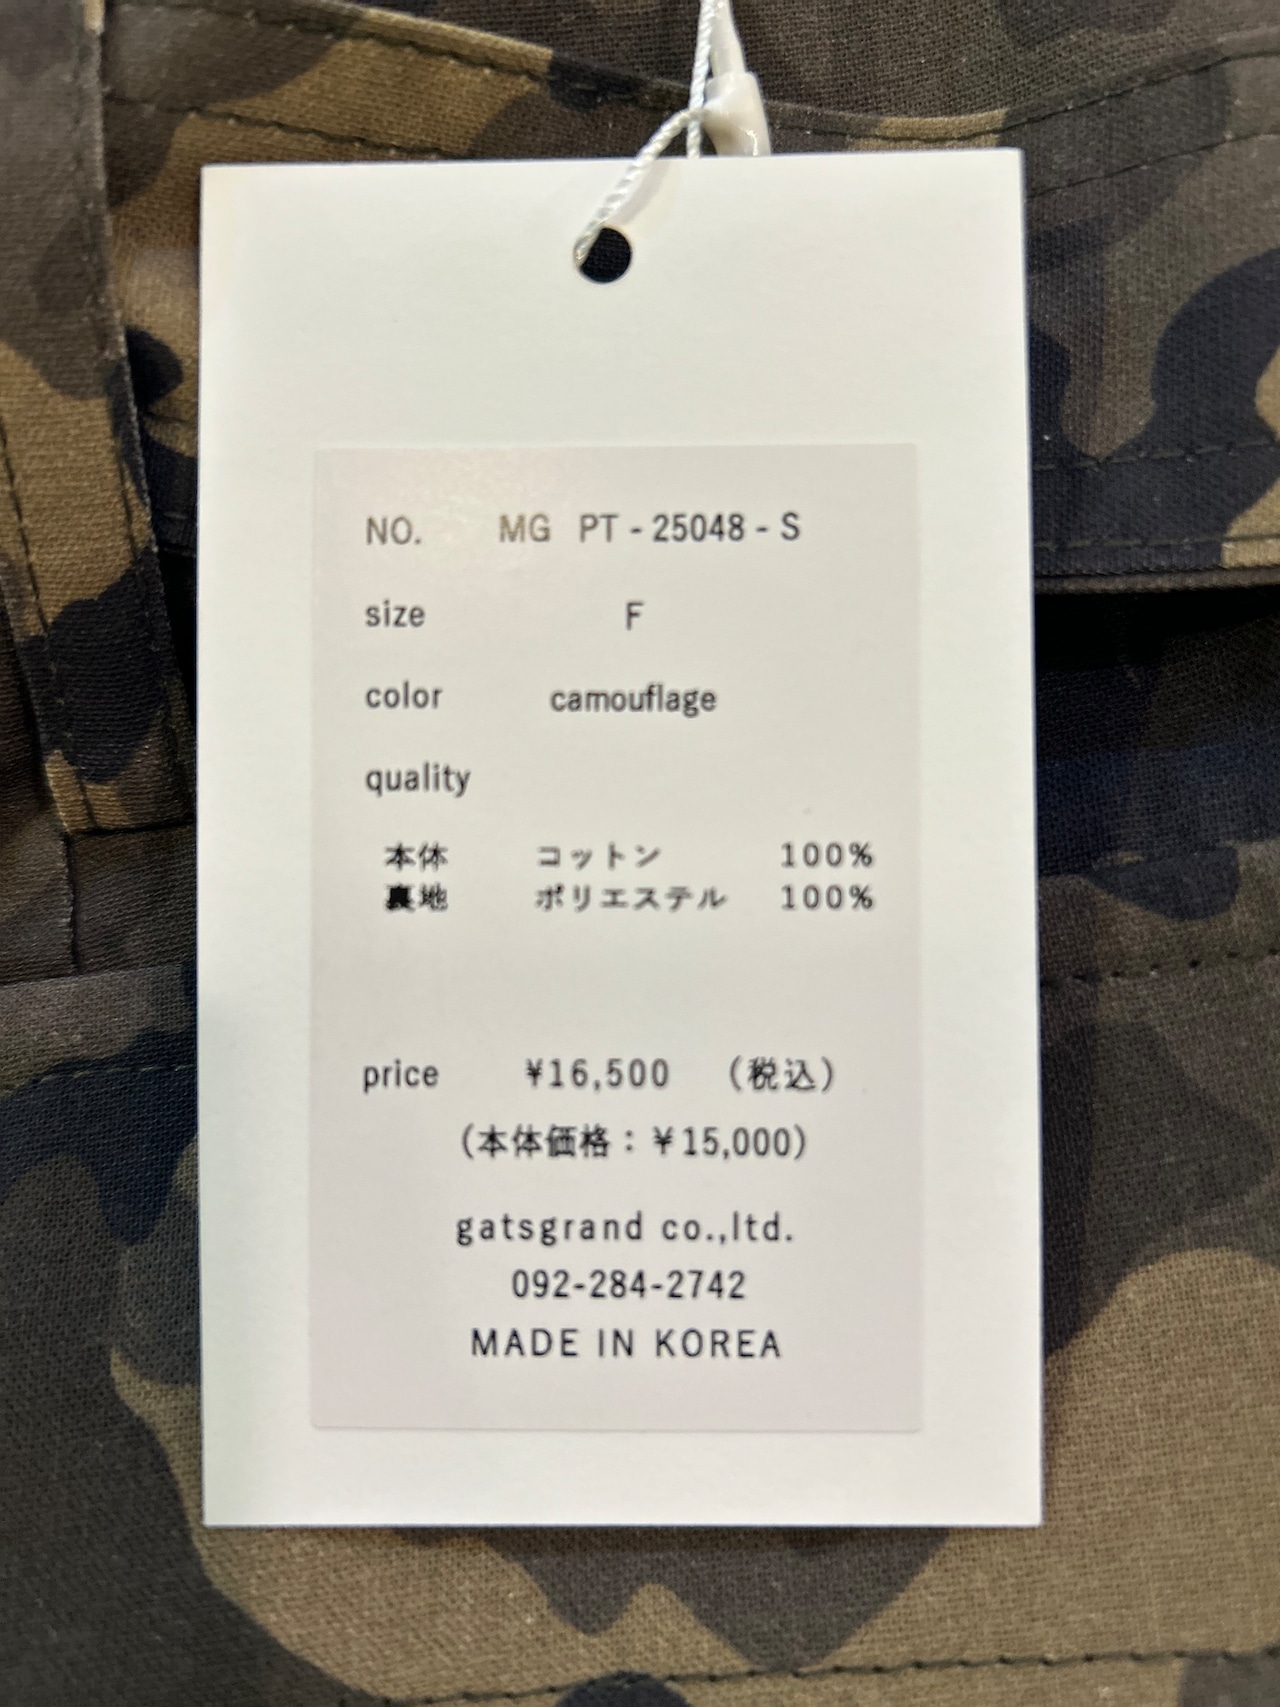 NO. MG PT - 25048 - S
size F
color camouflage
quality
本体 コットン 100%
裏地 ポリエステル 100%
price ¥16,500 （税込）
（本体価格：￥15,000）
gatsgrand co.,ltd.
092-284-2742
MADE IN KOREA